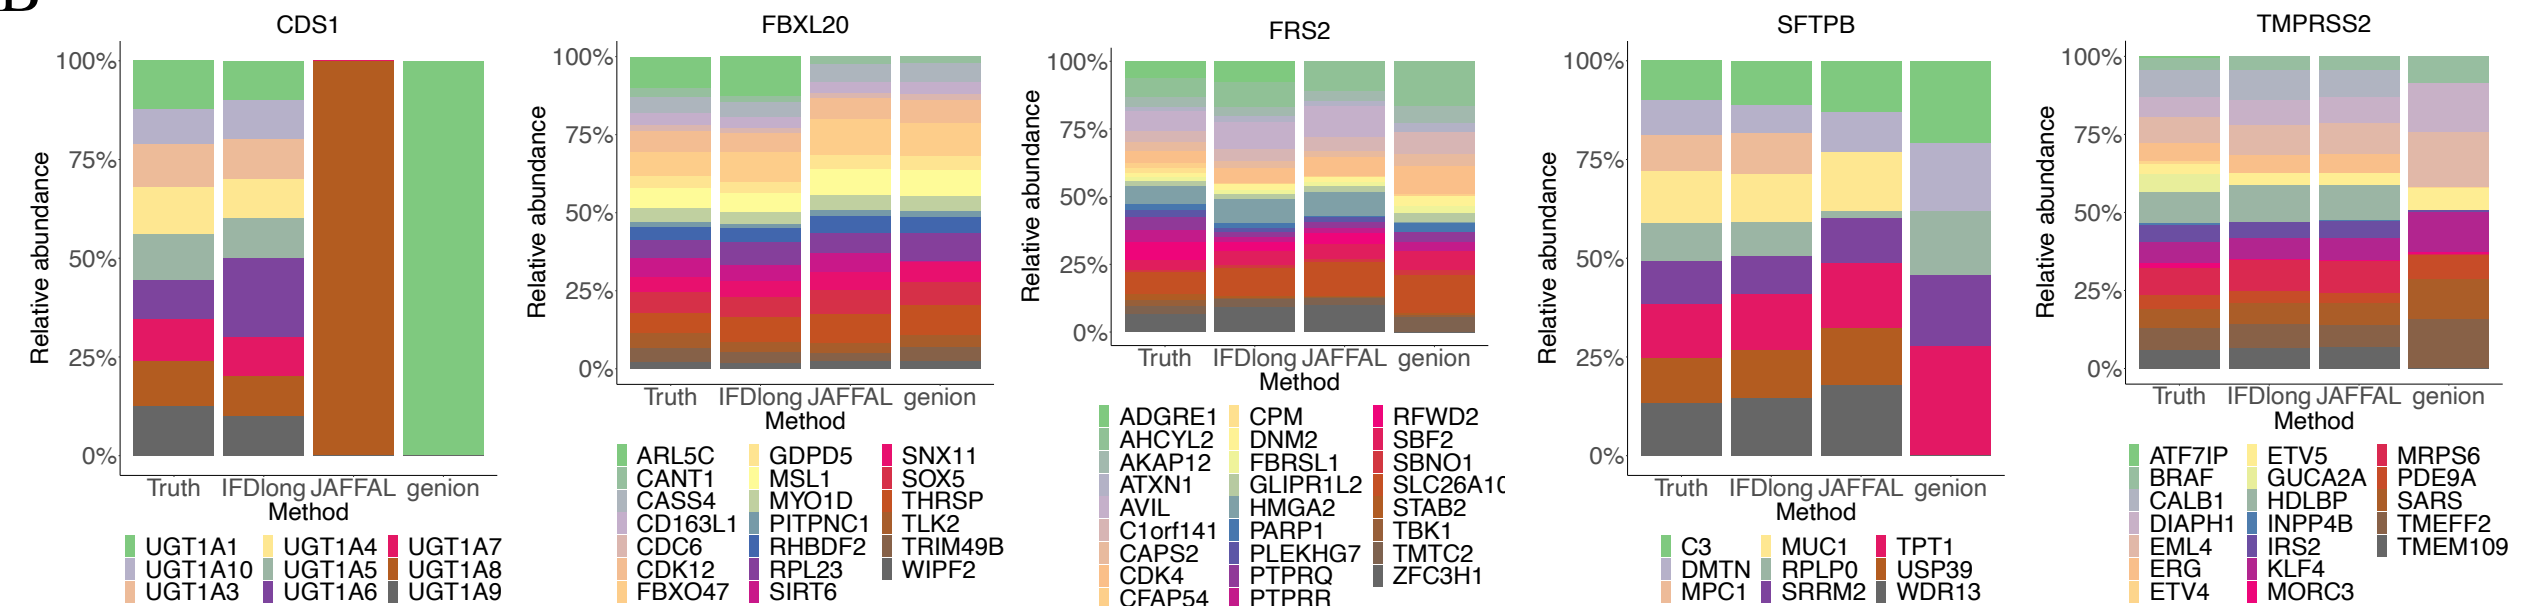 B
CDS1
100%
75%
50%
25%
0%
Relative abundance
Truth IFDlong JAFFAL genion
Method
UGT1A1 UGT1A4 UGT1A7
UGT1A10 UGT1A5 UGT1A8
UGT1A3 UGT1A6 UGT1A9
FBXL20
100%
75%
50%
25%
0%
Relative abundance
Truth IFDlong JAFFAL genion
Method
ARL5C GDPD5 SNX11
CANT1 MSL1 SOX5
CASS4 MYO1D THRSP
CD163L1 PITPNC1 TLK2
CDC6 RHBDF2 TRIM49B
CDK12 RPL23 WIPF2
FBXO47 SIRT6
FRS2
100%
75%
50%
25%
0%
Relative abundance
Truth IFDlong JAFFAL genion
Method
ADGRE1 CPM RFWD2
AHCYL2 DNM2 SBF2
AKAP12 FBRSL1 SBNO1
ATXN1 GLIPR1L2 SLC26A10
AVIL HMGA2 STAB2
C1orf141 PARP1 TBK1
CAPS2 PLEKHG7 TMTC2
CDK4 PTPRQ ZFC3H1
CFAP54 PTPRR
SFTPB
100%
75%
50%
25%
0%
Relative abundance
Truth IFDlong JAFFAL genion
Method
C3 MUC1 TPT1
DMTN RPLP0 USP39
MPC1 SRRM2 WDR13
TMPRSS2
100%
75%
50%
25%
0%
Relative abundance
Truth IFDlong JAFFAL genion
Method
ATF7IP ETV5 MRPS6
BRAF GUCA2A PDE9A
CALB1 HDLBP SARS
DIAPH1 INPP4B TMEFF2
EML4 IRS2 TMEM109
ERG KLF4
ETV4 MORC3